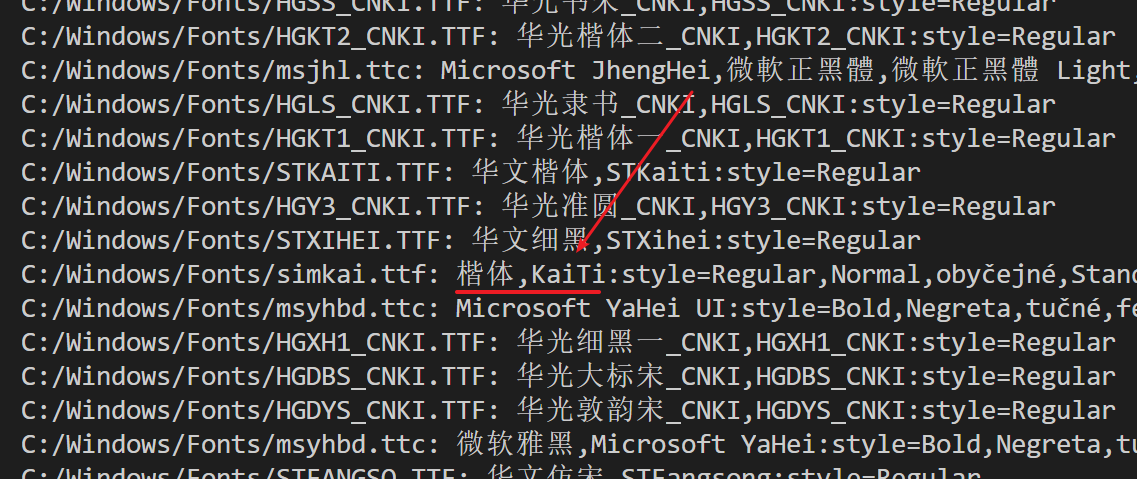 C:/Windows/Fonts/HGSS_CNKI.TTF: 华光书宋_CNKI,HGSS_CNKI:style=Regular
C:/Windows/Fonts/HGKT2_CNKI.TTF: 华光楷体二_CNKI,HGKT2_CNKI:style=Regular
C:/Windows/Fonts/msjhl.ttc: Microsoft JhengHei,微軟正黑體,微軟正黑體 Light,
C:/Windows/Fonts/HGLS_CNKI.TTF: 华光隶书_CNKI,HGLS_CNKI:style=Regular
C:/Windows/Fonts/HGKT1_CNKI.TTF: 华光楷体一_CNKI,HGKT1_CNKI:style=Regular
C:/Windows/Fonts/STKAITI.TTF: 华文楷体,STKaiti:style=Regular
C:/Windows/Fonts/HGY3_CNKI.TTF: 华光准圆_CNKI,HGY3_CNKI:style=Regular
C:/Windows/Fonts/STXIHEI.TTF: 华文细黑,STXihei:style=Regular
C:/Windows/Fonts/simkai.ttf: 楷体,KaiTi:style=Regular,Normal,obyčejné,Stand
C:/Windows/Fonts/msyhbd.ttc: Microsoft YaHei UI:style=Bold,Negreta,tučné,fe
C:/Windows/Fonts/HGXH1_CNKI.TTF: 华光细黑一_CNKI,HGXH1_CNKI:style=Regular
C:/Windows/Fonts/HGDBS_CNKI.TTF: 华光大标宋_CNKI,HGDBS_CNKI:style=Regular
C:/Windows/Fonts/HGDYS_CNKI.TTF: 华光敦韵宋_CNKI,HGDYS_CNKI:style=Regular
C:/Windows/Fonts/msyhbd.ttc: 微软雅黑,Microsoft YaHei:style=Bold,Negreta,tu
C:/Windows/Fonts/STFANGSO.TTF: 华文仿宋,STFangsong:style=Regular